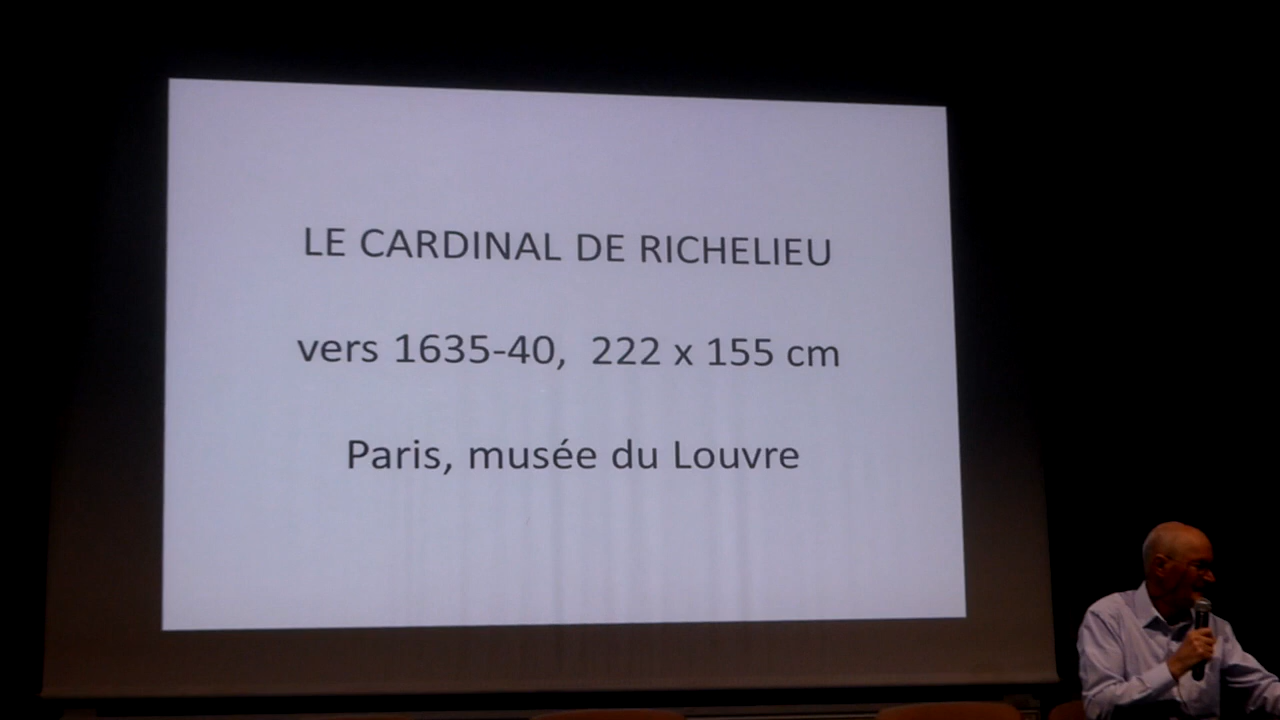 LE CARDINAL DE RICHELIEU
vers 1635-40, 222 x 155 cm
Paris, musée du Louvre